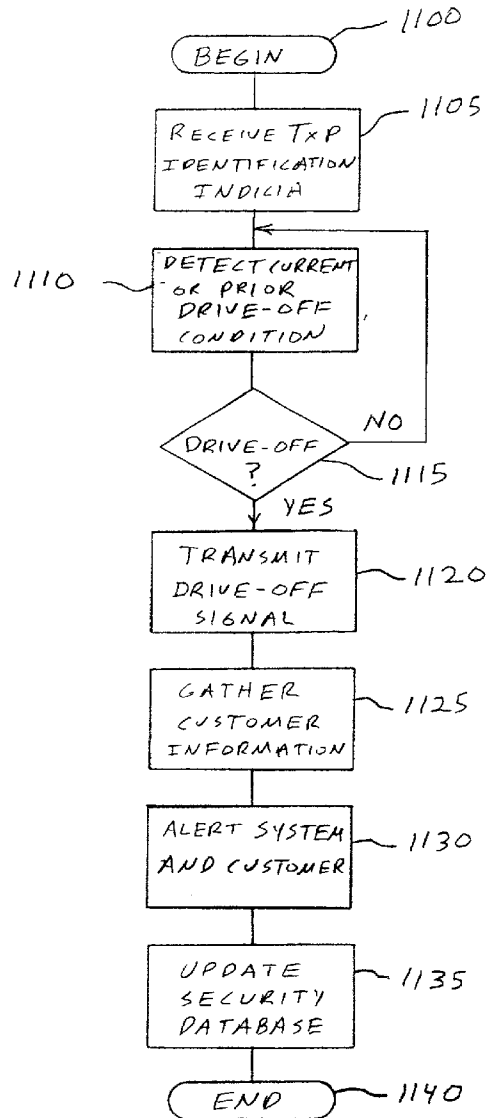 1100
BEGIN
1105
RECEIVE TXP
IDENTIFICATION
INDICIA
1110
DETECT CURRENT
OR PRIOR
DRIVE-OFF
CONDITION
NO
DRIVE-OFF
?
1115
YES
TRANSMIT
DRIVE-OFF
SIGNAL
1120
GATHER
CUSTOMER
INFORMATION
1125
ALERT SYSTEM
AND CUSTOMER
1130
UPDATE
SECURITY
DATABASE
1135
END
1140